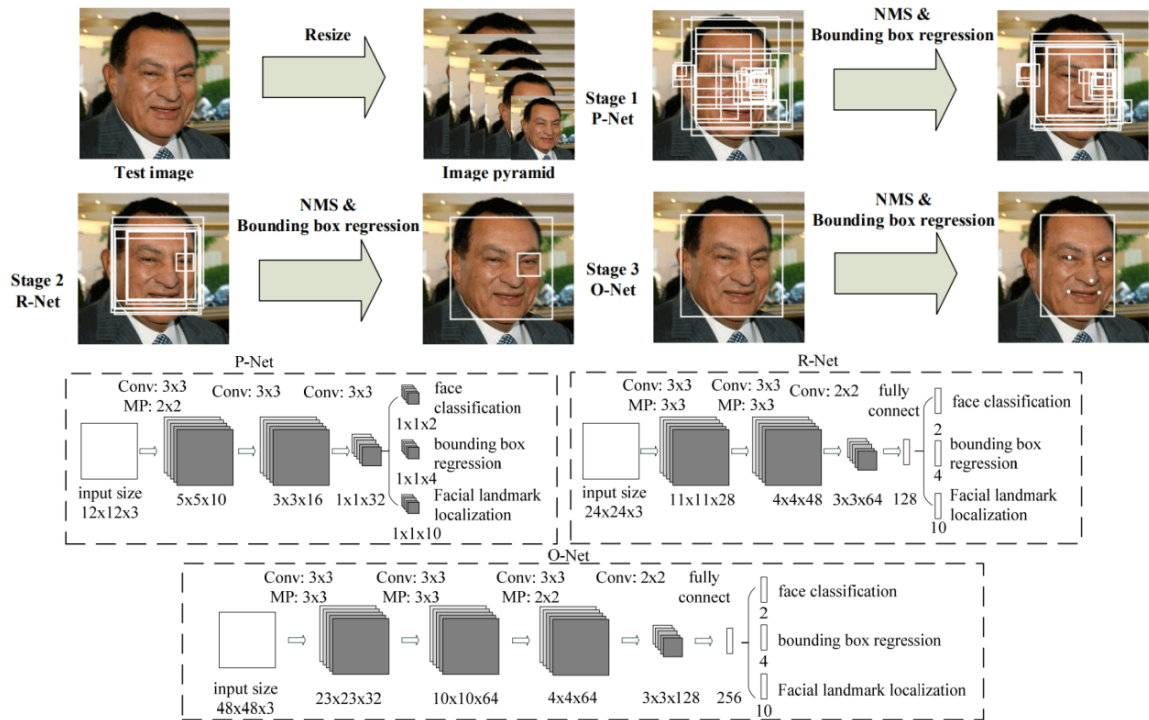 Resize
Test image
Image pyramid
Stage 1
P-Net
NMS &
Bounding box regression
Stage 2
R-Net
NMS &
Bounding box regression
Stage 3
O-Net
NMS &
Bounding box regression
P-Net
Conv: 3x3
MP: 2x2
Conv: 3x3
Conv: 3x3
input size
12x12x3
5x5x10
3x3x16
1x1x32
face
classification
1x1x2
bounding box
regression
1x1x4
Facial landmark
localization
1x1x10
R-Net
Conv: 3x3
MP: 3x3
Conv: 3x3
MP: 3x3
Conv: 2x2
fully
connect
input size
24x24x3
11x11x28
4x4x48
3x3x64
128
face classification
2
bounding box
regression
4
Facial landmark
localization
10
O-Net
Conv: 3x3
MP: 3x3
Conv: 3x3
MP: 3x3
Conv: 3x3
MP: 2x2
Conv: 2x2
fully
connect
input size
48x48x3
23x23x32
10x10x64
4x4x64
3x3x128
256
face classification
2
bounding box regression
4
Facial landmark localization
10